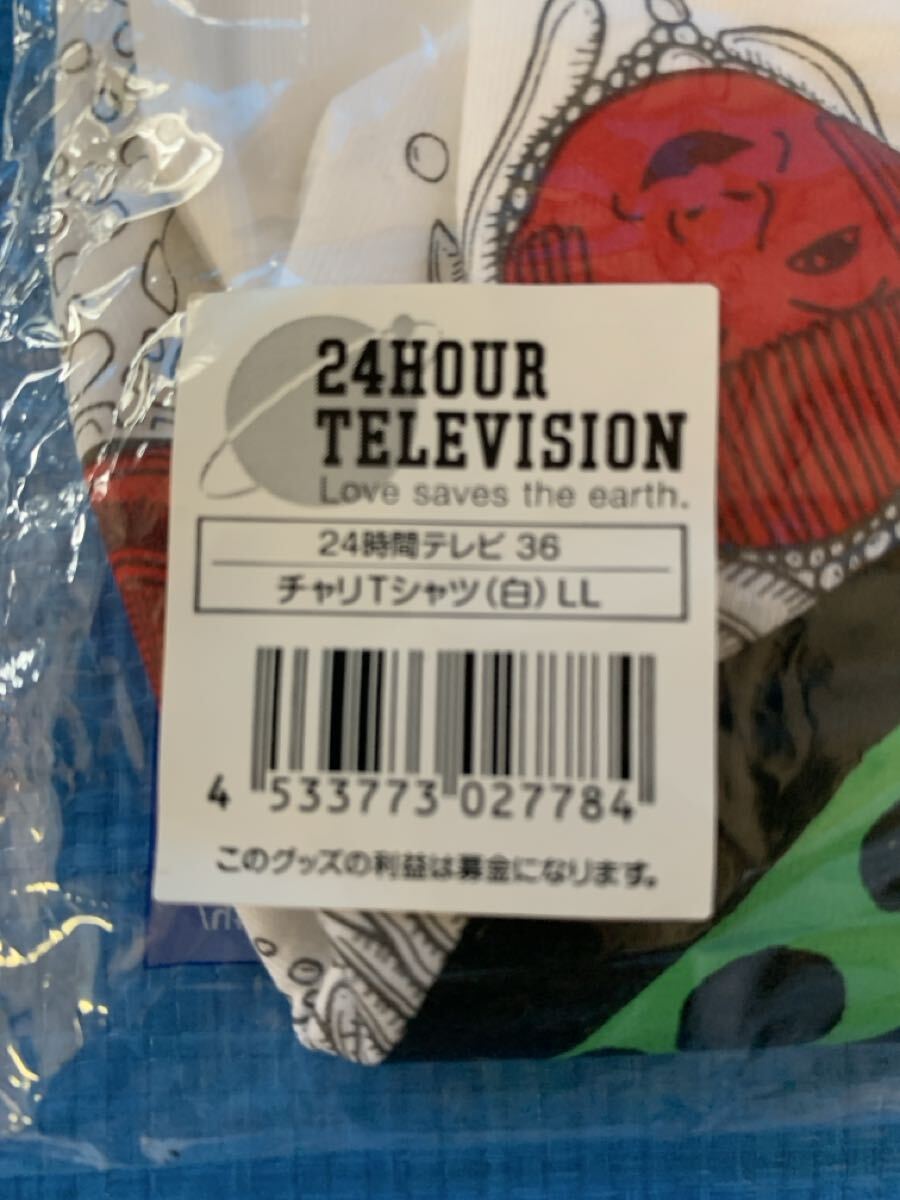 24HOUR
TELEVISION
Love saves the earth.
24時間テレビ 36
チャリTシャツ(白) LL
4 533773 027784
このグッズの利益は募金になります。